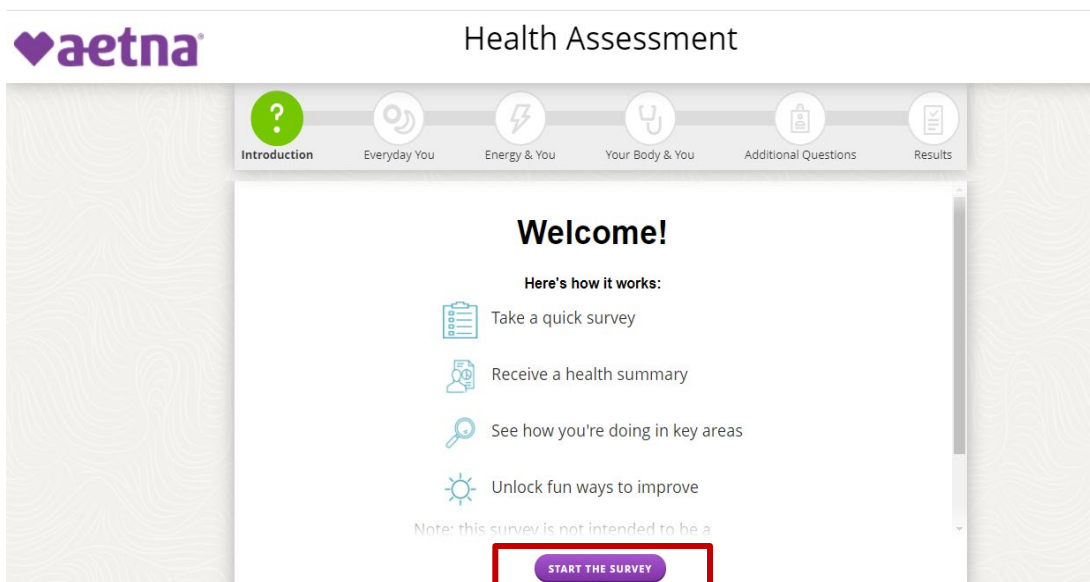 aetna®
Health Assessment
?
Introduction
Everyday You
Energy & You
Your Body & You
Additional Questions
Results
Welcome!
Here's how it works:
Take a quick survey
Receive a health summary
See how you're doing in key areas
Unlock fun ways to improve
Note: this survey is not intended to be a
START THE SURVEY